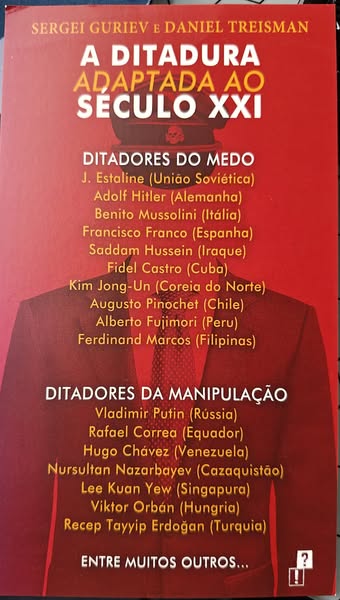 SERGEI GURIEV E DANIEL TREISMAN
A DITADURA
ADAPTADA AO
SÉCULO XXI
DITADORES DO MEDO
J. Estaline (União Soviética)
Adolf Hitler (Alemanha)
Benito Mussolini (Itália)
Francisco Franco (Espanha)
Saddam Hussein (Iraque)
Fidel Castro (Cuba)
Kim Jong-Un (Coreia do Norte)
Augusto Pinochet (Chile)
Alberto Fujimori (Peru)
Ferdinand Marcos (Filipinas)
DITADORES DA MANIPULAÇÃO
Vladimir Putin (Rússia)
Rafael Correa (Equador)
Hugo Chávez (Venezuela)
Nursultan Nazarbayev (Cazaquistão)
Lee Kuan Yew (Singapura)
Viktor Orbán (Hungria)
Recep Tayyip Erdoğan (Turquia)
ENTRE MUITOS OUTROS...
?
!